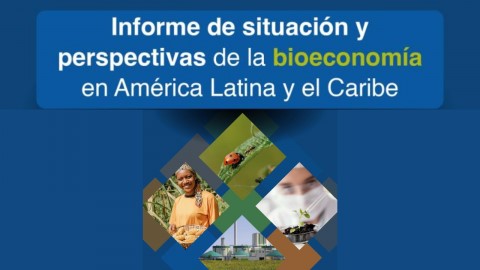 Informe de situación y
perspectivas de la bioeconomía
en América Latina y el Caribe